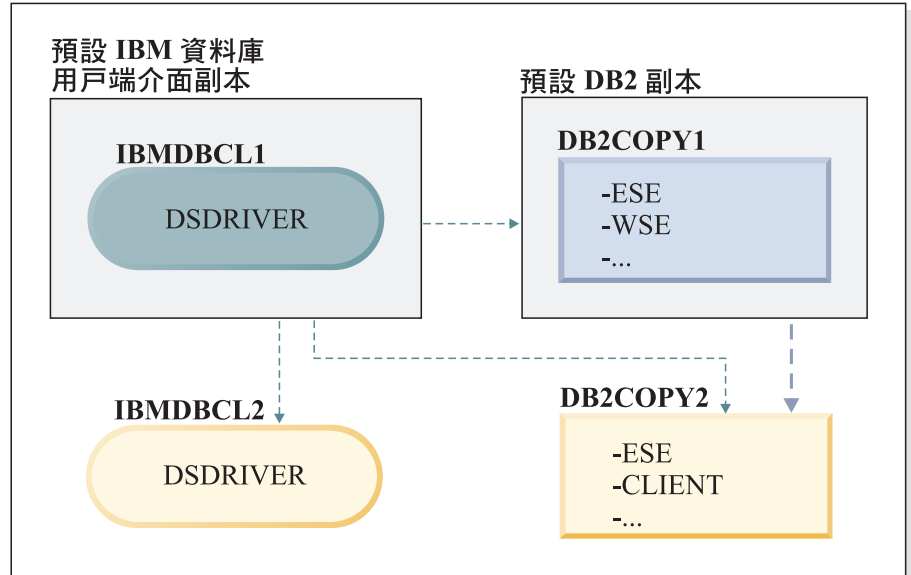 預設 IBM 資料庫
用戶端介面副本
IBMDBCL1
DSDRIVER
預設 DB2 副本
DB2COPY1
-ESE
-WSE
-...
IBMDBCL2
DSDRIVER
DB2COPY2
-ESE
-CLIENT
-...